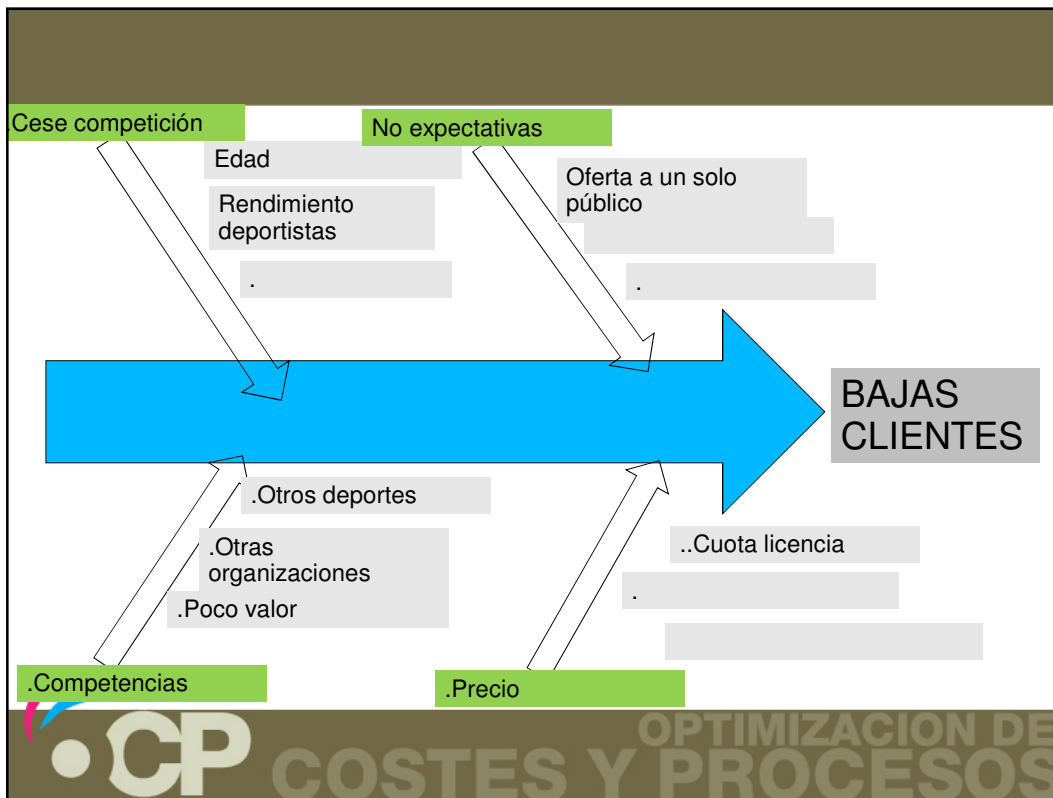 .Cese competición
No expectativas
Edad
Oferta a un solo
público
Rendimiento
deportistas
.
.
BAJAS
CLIENTES
.Otros deportes
.Otras
organizaciones
.Poco valor
..Cuota licencia
.
.Competencias
.Precio
CP
OPTIMIZACION DE
COSTES Y PROCESOS